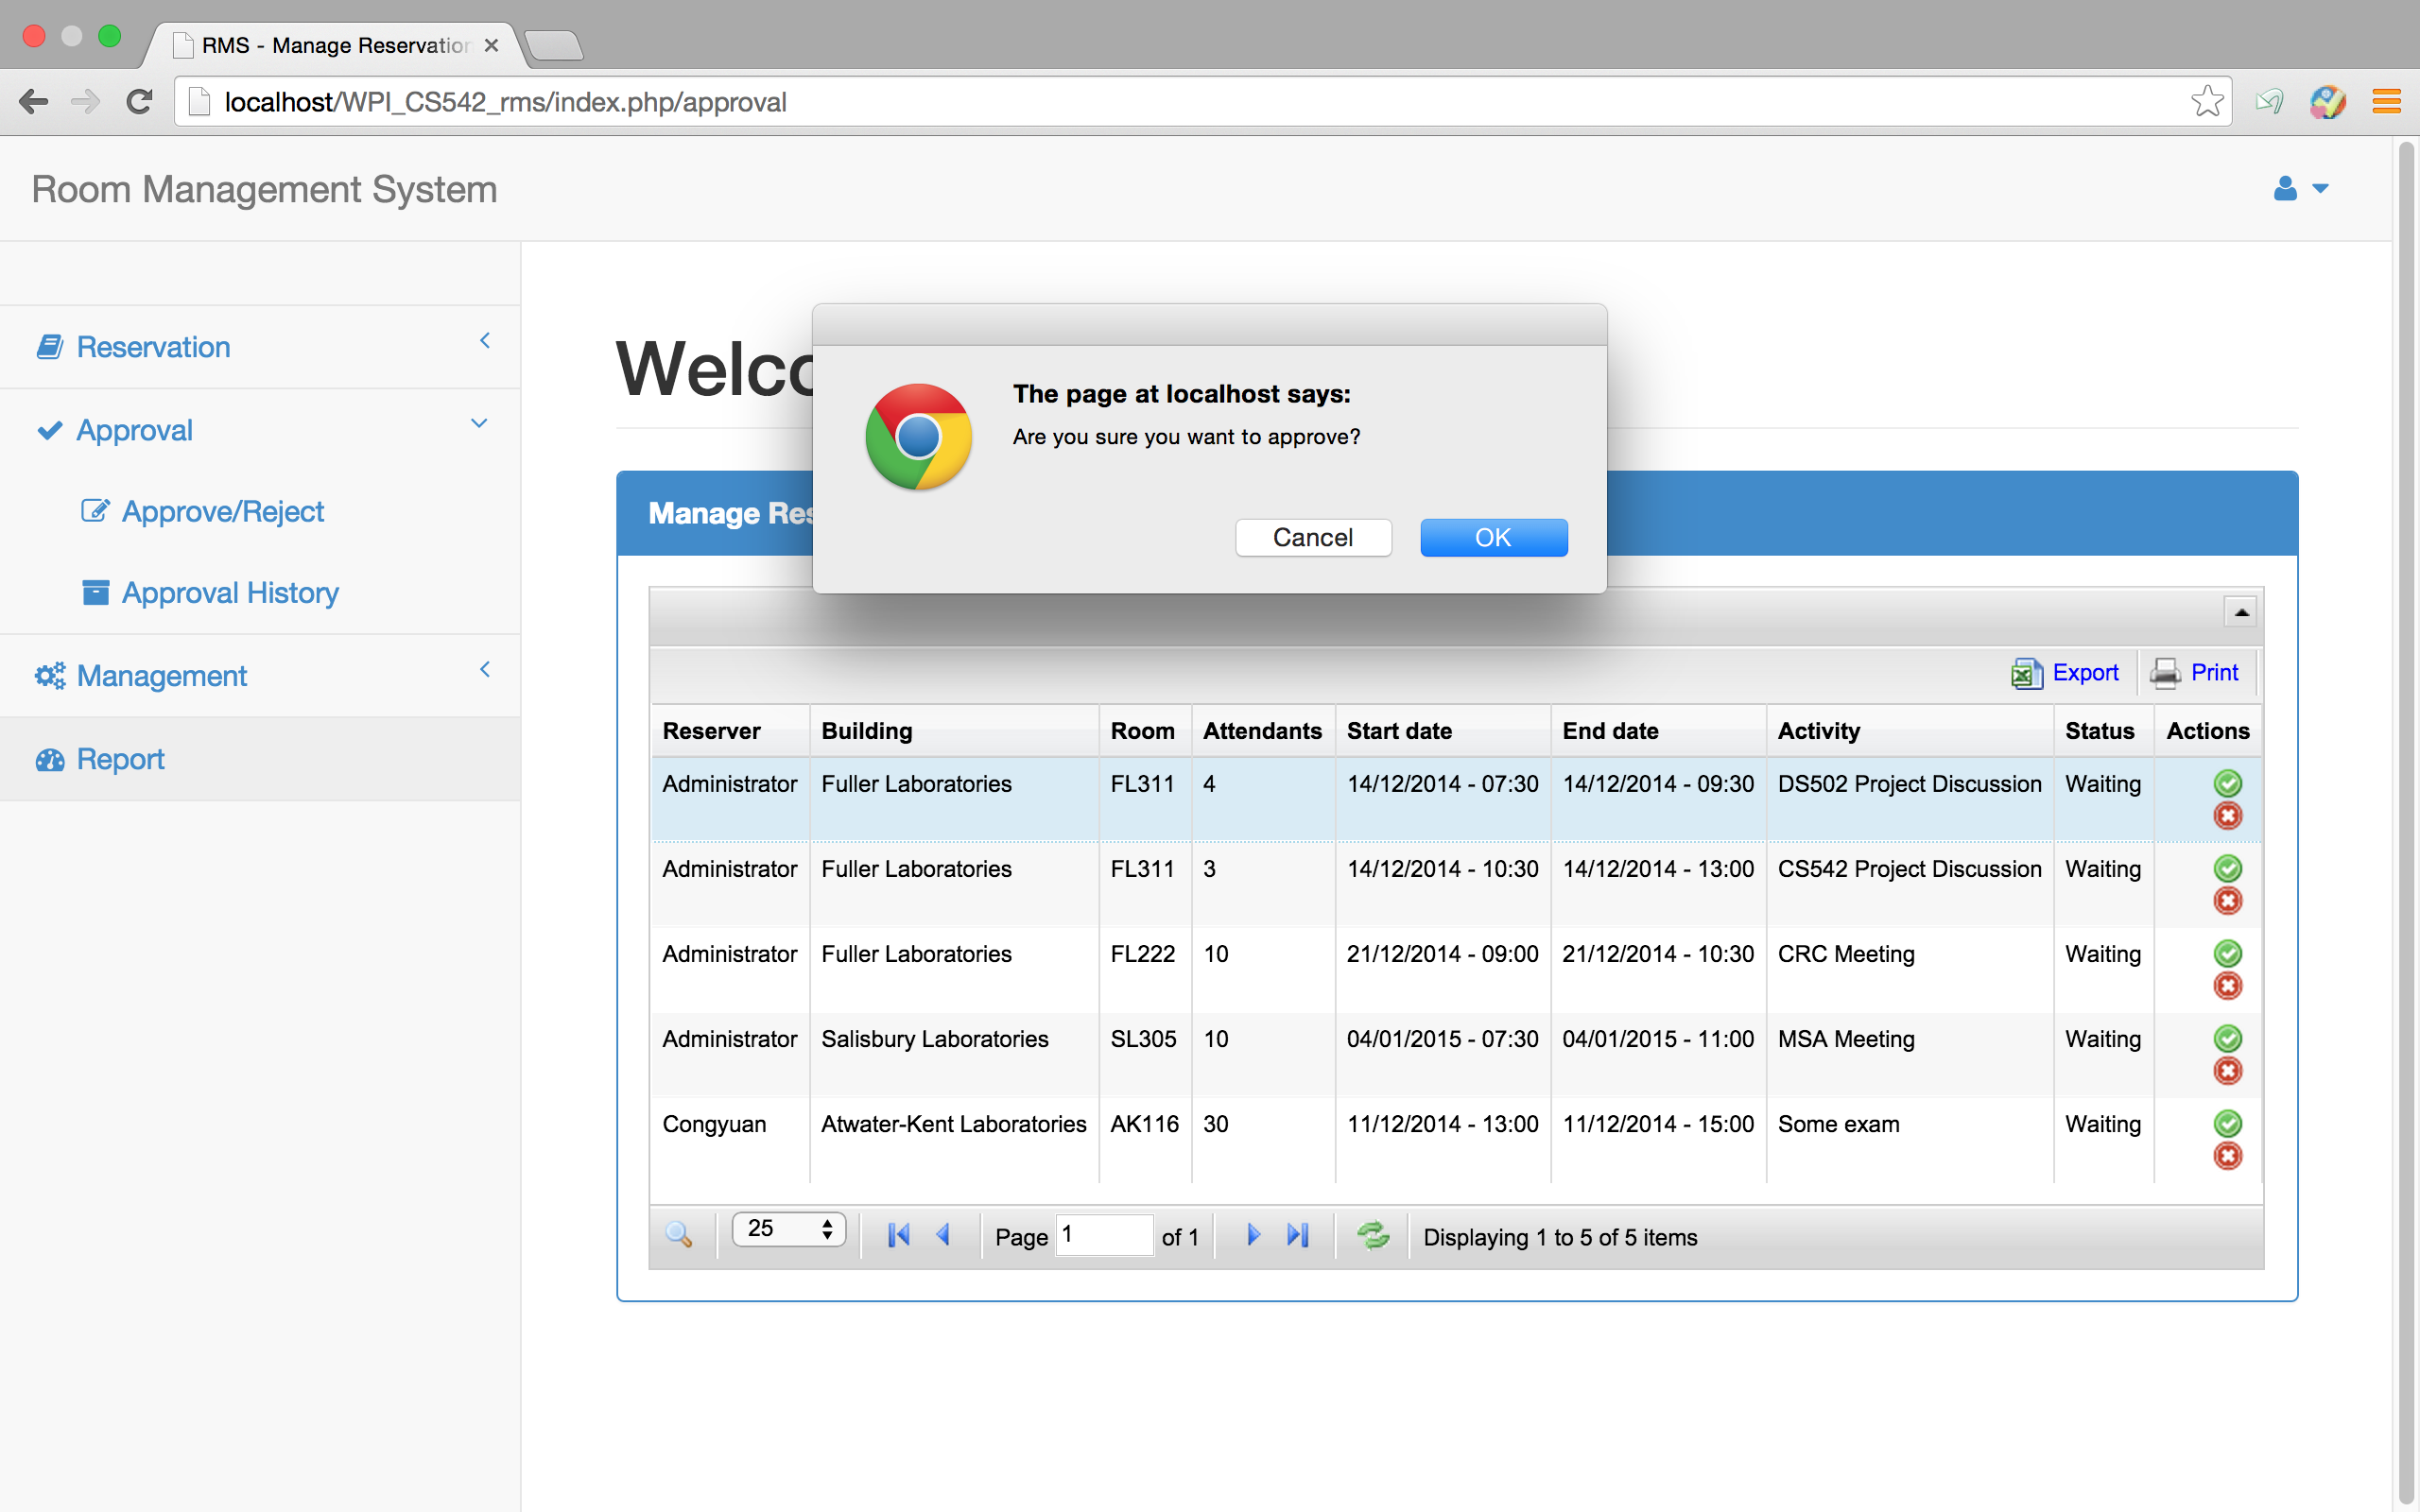 RMS - Manage Reservation
localhost/WPI_CS542_rms/index.php/approval
Room Management System
Reservation
Approval
Approve/Reject
Approval History
Management
Report
The page at localhost says:
Are you sure you want to approve?
Cancel OK
Export Print
Reserver Building Room Attendants Start date End date Activity Status Actions
Administrator Fuller Laboratories FL311 4 14/12/2014 - 07:30 14/12/2014 - 09:30 DS502 Project Discussion Waiting
Administrator Fuller Laboratories FL311 3 14/12/2014 - 10:30 14/12/2014 - 13:00 CS542 Project Discussion Waiting
Administrator Fuller Laboratories FL222 10 21/12/2014 - 09:00 21/12/2014 - 10:30 CRC Meeting Waiting
Administrator Salisbury Laboratories SL305 10 04/01/2015 - 07:30 04/01/2015 - 11:00 MSA Meeting Waiting
Congyuan Atwater-Kent Laboratories AK116 30 11/12/2014 - 13:00 11/12/2014 - 15:00 Some exam Waiting
25 Page 1 of 1 Displaying 1 to 5 of 5 items
Manage